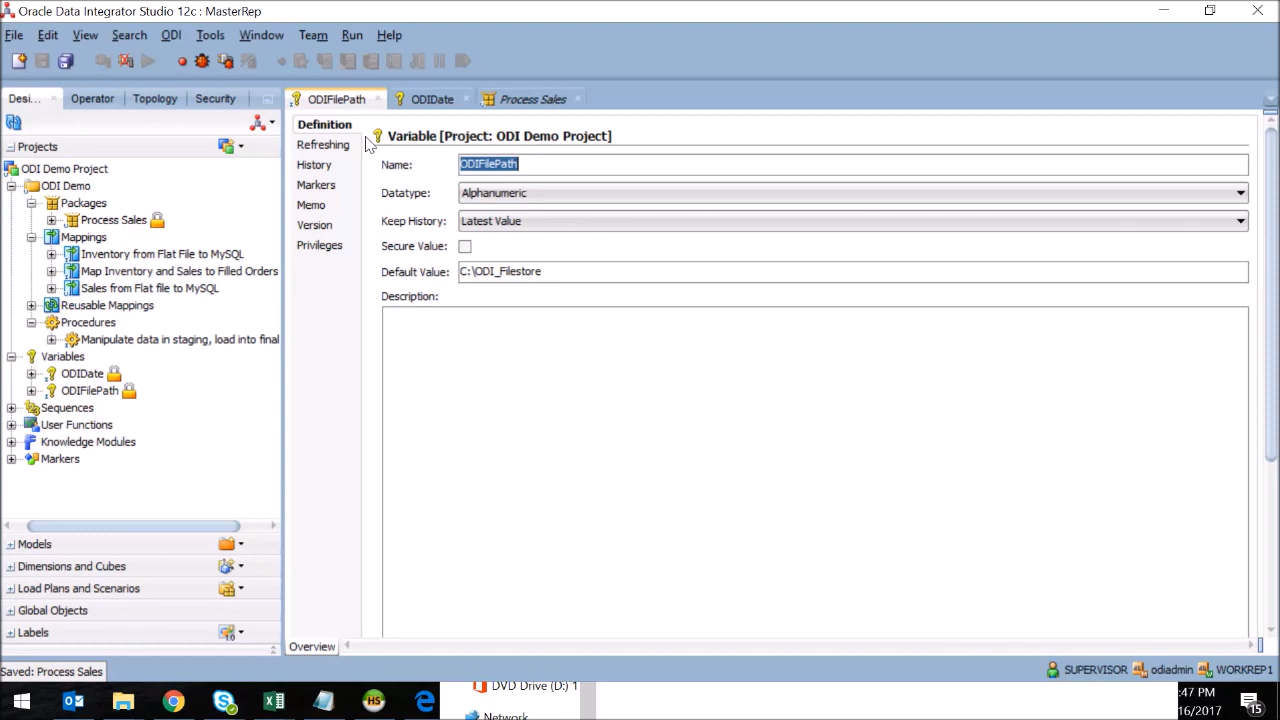 Oracle Data Integrator Studio 12c : MasterRep
File Edit View Search ODI Tools Window Team Run Help
Desi... Operator Topology Security
ODIFilePath ODIDate Process Sales
Projects
ODI Demo Project
ODI Demo
Packages
Process Sales
Mappings
Inventory from Flat File to MySQL
Map Inventory and Sales to Filled Orders
Sales from Flat file to MySQL
Reusable Mappings
Procedures
Manipulate data in staging, load into final
Variables
ODIDate
ODIFilePath
Sequences
User Functions
Knowledge Modules
Markers
Models
Dimensions and Cubes
Load Plans and Scenarios
Global Objects
Labels
Definition
Refreshing
History
Markers
Memo
Version
Privileges
Variable [Project: ODI Demo Project]
Name: ODIFilePath
Datatype: Alphanumeric
Keep History: Latest Value
Secure Value:
Default Value: C:\ODI_Filestore
Description:
Overview
Saved: Process Sales
SUPERVISOR odiadmin WORKREP1
DVD Drive (D:) 1
Network
HS
:47 PM
16/2017
15